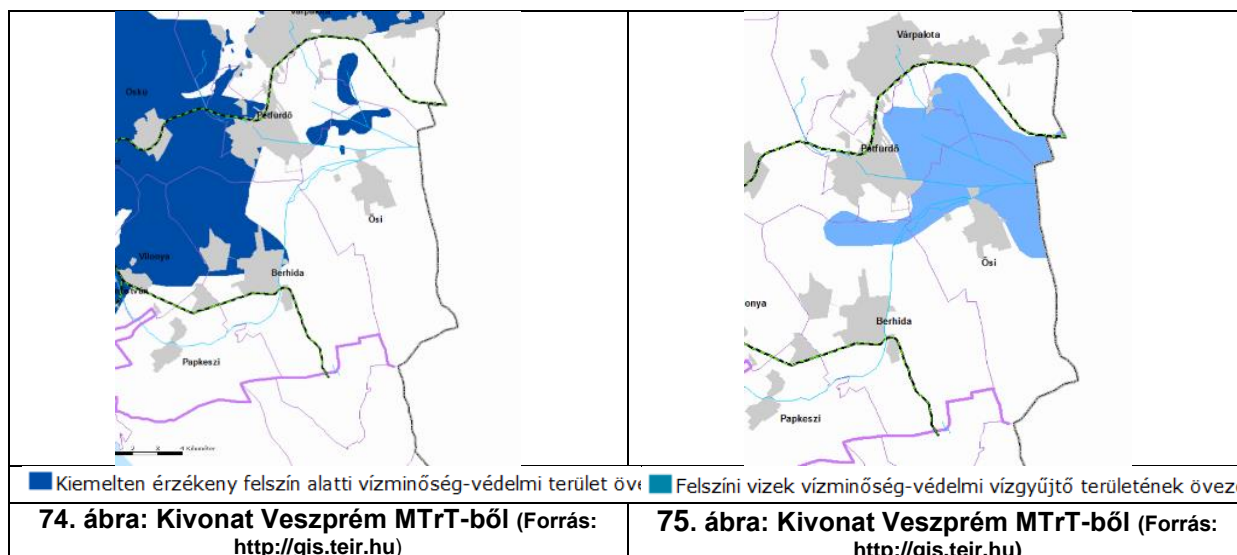 Várpalota
Öskü
Pétfürdő
Ősi
Vilonya
Berhida
Papkeszi
4 Kilométer
Várpalota
Pétfürdő
Ősi
onya
Berhida
Papkeszi
Kiemelten érzékeny felszín alatti vízminőség-védelmi terület öve
Felszíni vizek vízminőség-védelmi vízgyűjtő területének öveze
74. ábra: Kivonat Veszprém MTrT-ből (Forrás:
http://gis.teir.hu)
75. ábra: Kivonat Veszprém MTrT-ből (Forrás:
http://gis.teir.hu)